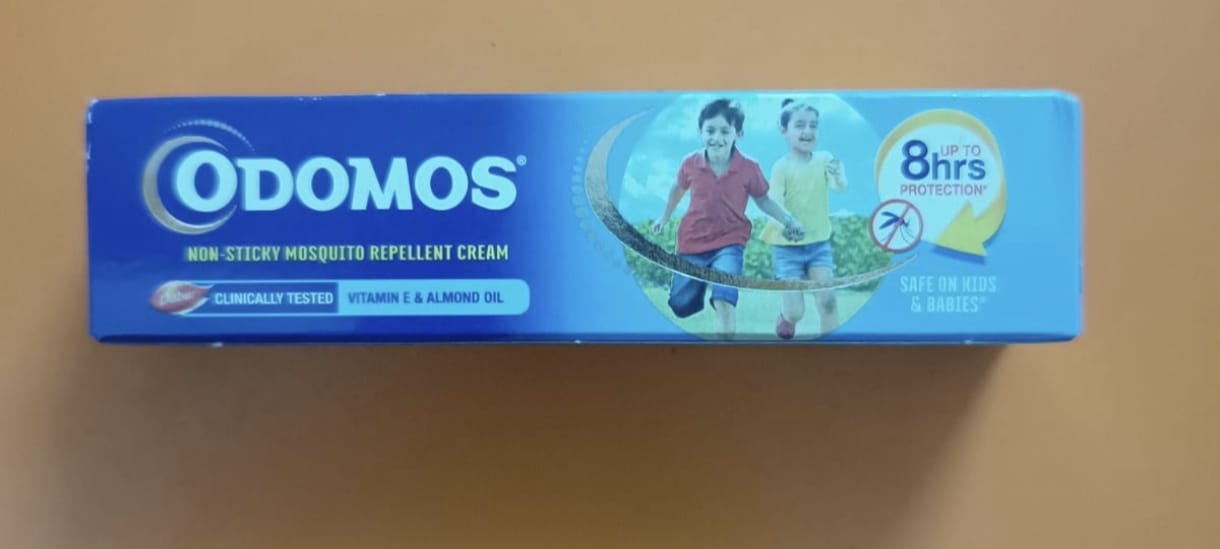 ODOMOS®
NON-STICKY MOSQUITO REPELLENT CREAM
Dabur CLINICALLY TESTED VITAMIN E & ALMOND OIL
UP TO
8hrs
PROTECTION*
SAFE ON KIDS
& BABIES*